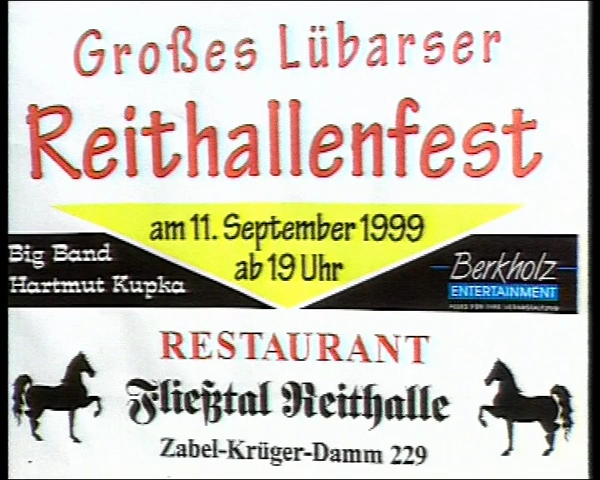 Großes Lübarser
Reithallenfest
am 11. September 1999
ab 19 Uhr
Big Band
Hartmut Kupka
Berkholz
ENTERTAINMENT
RESTAURANT
Fließtal Reithalle
Zabel-Krüger-Damm 229